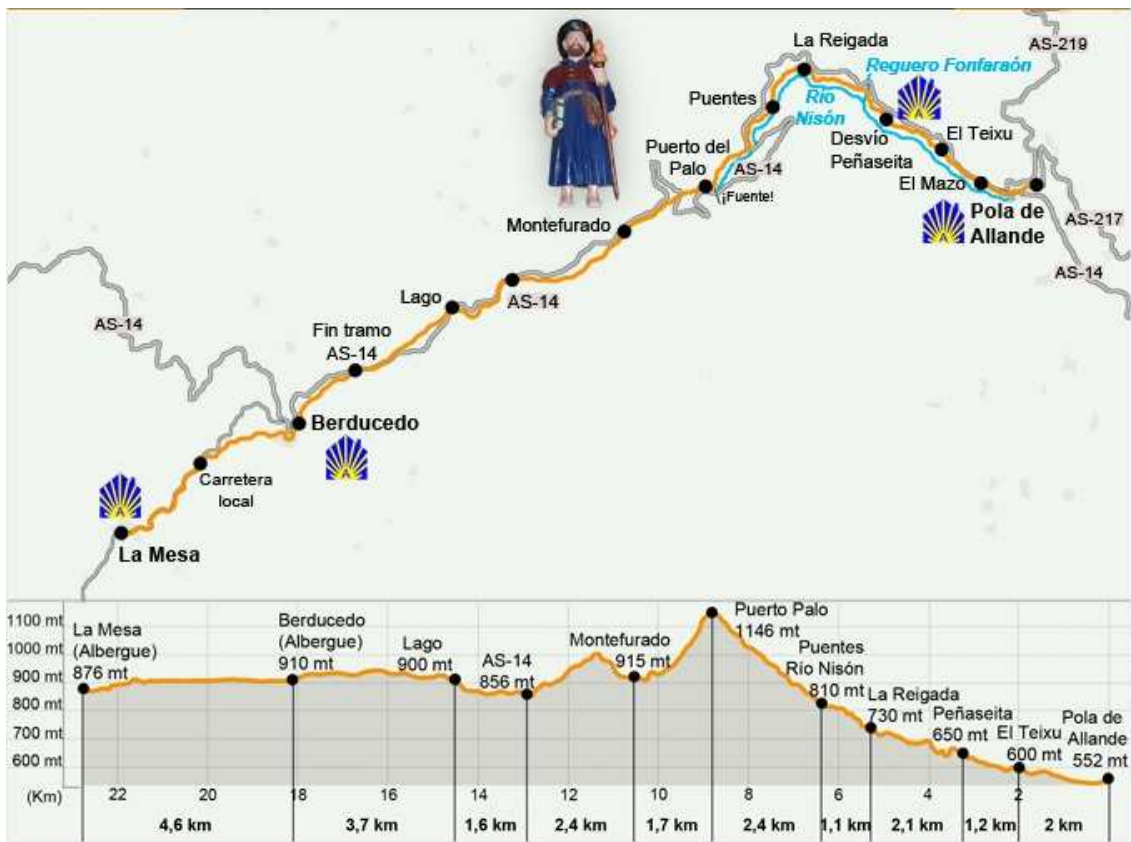 AS-219
La Reigada
Reguero Fonfaraón
Puentes
Río
Nisón
A
Desvío
Peñaseita
El Teixu
Puerto del
Palo
AS-14
¡Fuente!
El Mazo
A
Pola de
Allande
AS-217
AS-14
Montefurado
AS-14
Lago
AS-14
Fin tramo
AS-14
Berducedo
A
Carretera
local
A
La Mesa
1100 mt
1000 mt
900 mt
800 mt
700 mt
600 mt
(Km)
La Mesa
(Albergue)
876 mt
Berducedo
(Albergue)
910 mt
Lago
900 mt
AS-14
856 mt
Montefurado
915 mt
Puerto Palo
1146 mt
Puentes
Río Nisón
810 mt
La Reigada
730 mt
Peñaseita
650 mt
El Teixu
600 mt
Pola de
Allande
552 mt
22 20 18 16 14 12 10 8 6 4 2
4,6 km 3,7 km 1,6 km 2,4 km 1,7 km 2,4 km 1,1 km 2,1 km 1,2 km 2 km